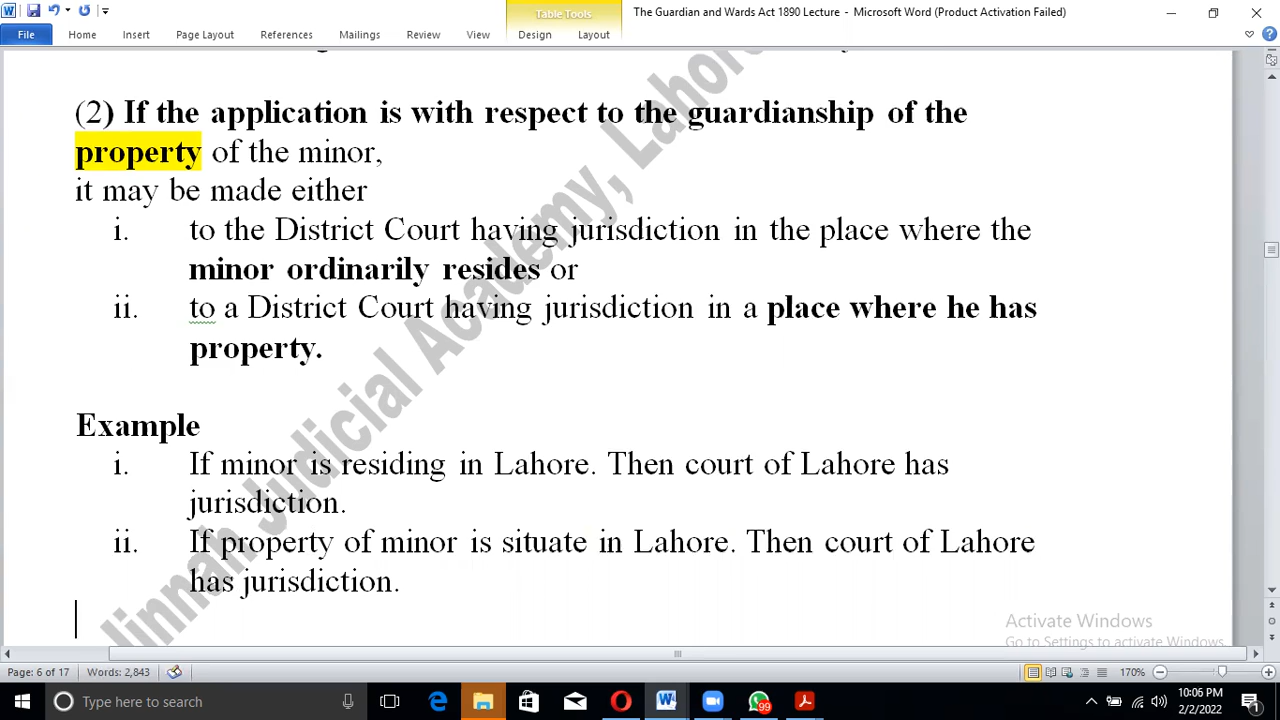 Table Tools
The Guardian and Wards Act 1890 Lecture - Microsoft Word (Product Activation Failed)
File Home Insert Page Layout References Mailings Review View Design Layout
(2) If the application is with respect to the guardianship of the
property of the minor,
it may be made either
i. to the District Court having jurisdiction in the place where the
minor ordinarily resides or
ii. to a District Court having jurisdiction in a place where he has
property.
Example
i. If minor is residing in Lahore. Then court of Lahore has
jurisdiction.
ii. If property of minor is situate in Lahore. Then court of Lahore
has jurisdiction.
Jinnah Judicial Academy, Lahore
Activate Windows
Go to Settings to activate Windows.
Page: 6 of 17 Words: 2,843 170%
Type here to search
99
10:06 PM
2/2/2022
1